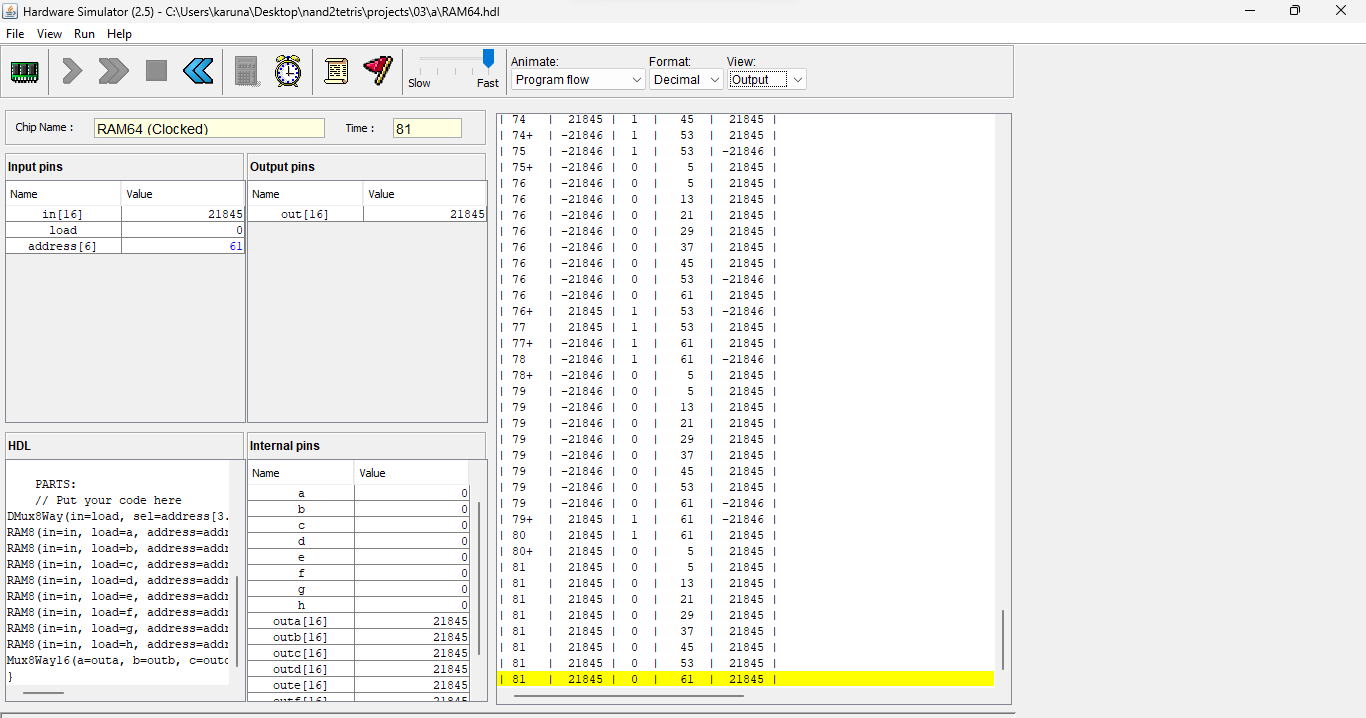 Hardware Simulator (2.5) - C:\Users\karuna\Desktop\nand2tetris\projects\03\a\RAM64.hdl
File View Run Help
Slow Fast
Animate: Format: View:
Program flow Decimal Output
Chip Name : RAM64 (Clocked) Time : 81
Input pins
Name Value
in[16] 21845
load 0
address[6] 61
Output pins
Name Value
out[16] 21845
HDL
PARTS:
// Put your code here
DMux8Way(in=load, sel=address[3.
RAM8(in=in, load=a, address=addr
RAM8(in=in, load=b, address=addr
RAM8(in=in, load=c, address=addr
RAM8(in=in, load=d, address=addr
RAM8(in=in, load=e, address=addr
RAM8(in=in, load=f, address=addr
RAM8(in=in, load=g, address=addr
RAM8(in=in, load=h, address=addr
Mux8Way16(a=outa, b=outb, c=outc
}
Internal pins
Name Value
a 0
b 0
c 0
d 0
e 0
f 0
g 0
h 0
outa[16] 21845
outb[16] 21845
outc[16] 21845
outd[16] 21845
oute[16] 21845
outf[16] 21845
| 74 | 21845 | 1 | 45 | 21845 |
| 74+ | -21846 | 1 | 53 | 21845 |
| 75 | -21846 | 1 | 53 | -21846 |
| 75+ | -21846 | 0 | 5 | 21845 |
| 76 | -21846 | 0 | 5 | 21845 |
| 76 | -21846 | 0 | 13 | 21845 |
| 76 | -21846 | 0 | 21 | 21845 |
| 76 | -21846 | 0 | 29 | 21845 |
| 76 | -21846 | 0 | 37 | 21845 |
| 76 | -21846 | 0 | 45 | 21845 |
| 76 | -21846 | 0 | 53 | -21846 |
| 76 | -21846 | 0 | 61 | 21845 |
| 76+ | 21845 | 1 | 53 | -21846 |
| 77 | 21845 | 1 | 53 | 21845 |
| 77+ | -21846 | 1 | 61 | 21845 |
| 78 | -21846 | 1 | 61 | -21846 |
| 78+ | -21846 | 0 | 5 | 21845 |
| 79 | -21846 | 0 | 5 | 21845 |
| 79 | -21846 | 0 | 13 | 21845 |
| 79 | -21846 | 0 | 21 | 21845 |
| 79 | -21846 | 0 | 29 | 21845 |
| 79 | -21846 | 0 | 37 | 21845 |
| 79 | -21846 | 0 | 45 | 21845 |
| 79 | -21846 | 0 | 53 | 21845 |
| 79 | -21846 | 0 | 61 | -21846 |
| 79+ | 21845 | 1 | 61 | -21846 |
| 80 | 21845 | 1 | 61 | 21845 |
| 80+ | 21845 | 0 | 5 | 21845 |
| 81 | 21845 | 0 | 5 | 21845 |
| 81 | 21845 | 0 | 13 | 21845 |
| 81 | 21845 | 0 | 21 | 21845 |
| 81 | 21845 | 0 | 29 | 21845 |
| 81 | 21845 | 0 | 37 | 21845 |
| 81 | 21845 | 0 | 45 | 21845 |
| 81 | 21845 | 0 | 53 | 21845 |
| 81 | 21845 | 0 | 61 | 21845 |